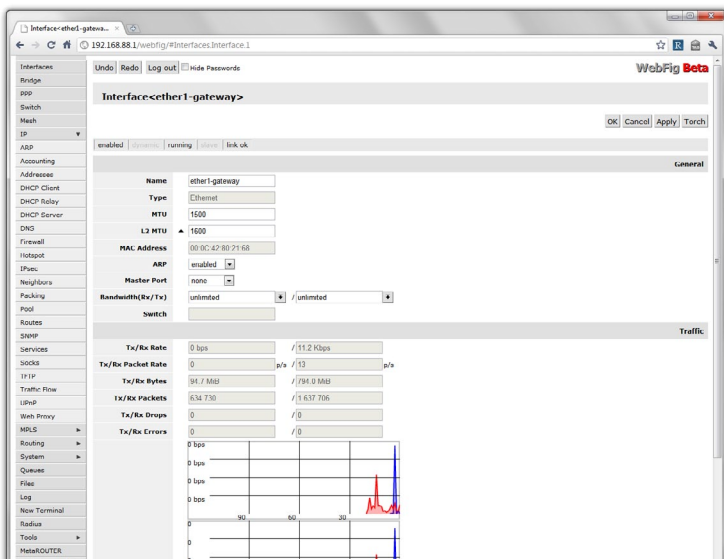 Interface<ether1-gatewa...
192.168.88.1/webfig/#Interfaces.Interface.1
Interfaces
Bridge
PPP
Switch
Mesh
IP
ARP
Accounting
Addresses
DHCP Client
DHCP Relay
DHCP Server
DNS
Firewall
Hotspot
IPsec
Neighbors
Packing
Pool
Routes
SNMP
Services
Socks
TFTP
Traffic Flow
UPnP
Web Proxy
MPLS
Routing
System
Queues
Files
Log
New Terminal
Radius
Tools
MetaROUTER
Undo Redo Log out Hide Passwords WebFig Beta
Interface<ether1-gateway>
OK Cancel Apply Torch
enabled dynamic running slave link ok
General
Name ether1-gateway
Type Ethernet
MTU 1500
L2 MTU 1600
MAC Address 00:0C:42:80:21:68
ARP enabled
Master Port none
Bandwidth(Rx/Tx) unlimited / unlimited
Switch
Traffic
Tx/Rx Rate 0 bps / 11.2 Kbps
Tx/Rx Packet Rate 0 p/s / 13 p/s
Tx/Rx Bytes 94.7 MiB / 794.0 MiB
Tx/Rx Packets 634 730 / 1 637 706
Tx/Rx Drops 0 / 0
Tx/Rx Errors 0 / 0
0 bps
0 bps
0 bps
0 bps
90 60 30
0
0